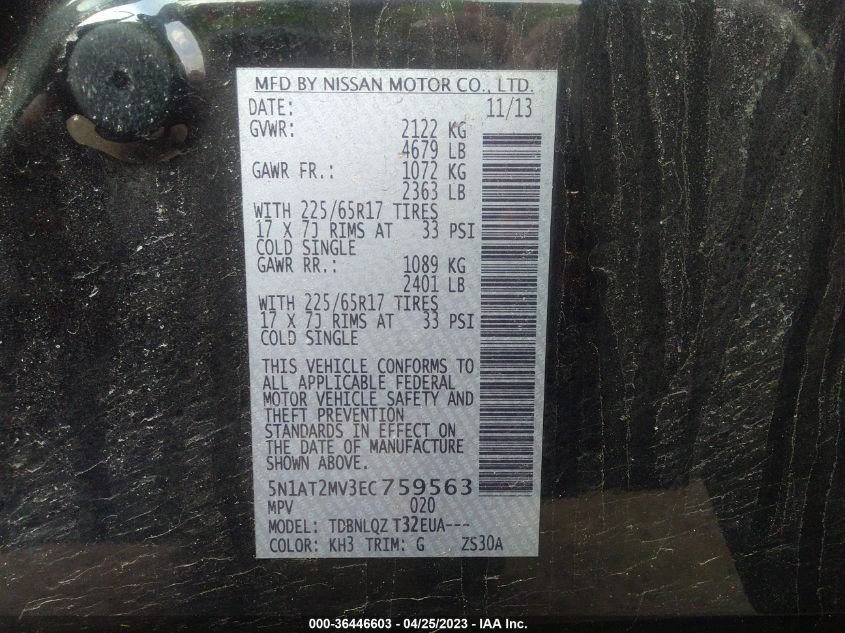 MFD BY NISSAN MOTOR CO., LTD.
DATE: 11/13
GVWR: 2122 KG
4679 LB
GAWR FR.: 1072 KG
2363 LB
WITH 225/65R17 TIRES
17 X 7J RIMS AT 33 PSI
COLD SINGLE
GAWR RR.: 1089 KG
2401 LB
WITH 225/65R17 TIRES
17 X 7J RIMS AT 33 PSI
COLD SINGLE
THIS VEHICLE CONFORMS TO
ALL APPLICABLE FEDERAL
MOTOR VEHICLE SAFETY AND
THEFT PREVENTION
STANDARDS IN EFFECT ON
THE DATE OF MANUFACTURE
SHOWN ABOVE.
5N1AT2MV3EC759563
MPV 020
MODEL: TDBNLQZ T32EUA---
COLOR: KH3 TRIM: G ZS30A
000-36446603 - 04/25/2023 - IAA Inc.